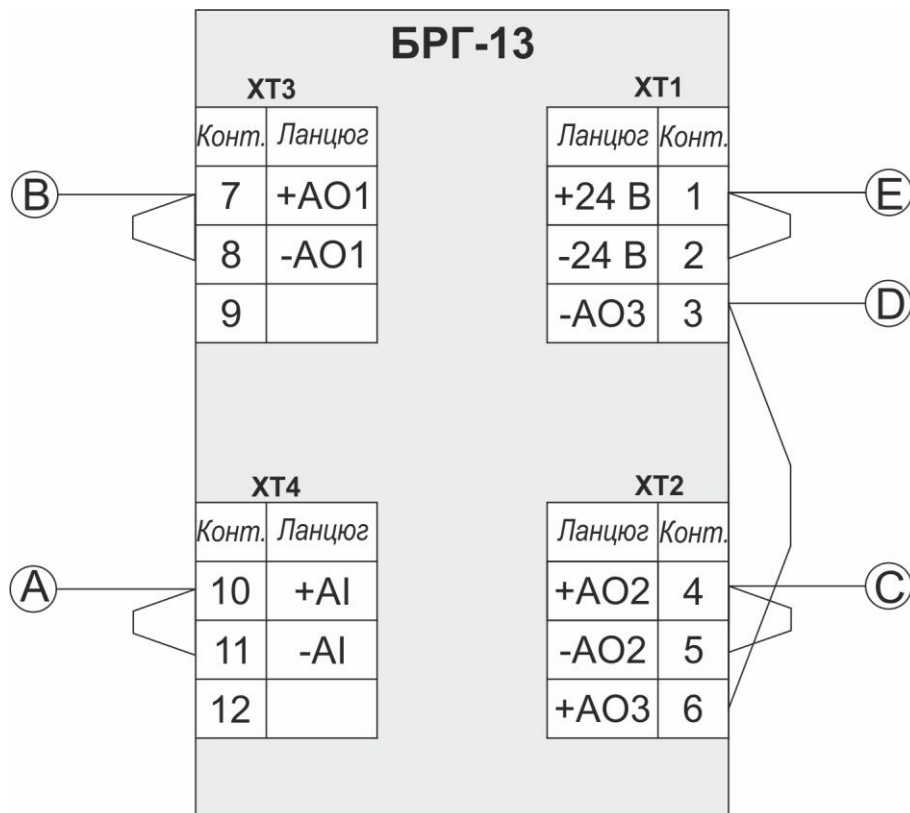 БРГ-13
XT3
Конт. Ланцюг
7 +AO1
8 -AO1
9
XT1
Ланцюг Конт.
+24 В 1
-24 В 2
-AO3 3
XT4
Конт. Ланцюг
10 +AI
11 -AI
12
XT2
Ланцюг Конт.
+AO2 4
-AO2 5
+AO3 6
B
A
E
D
C